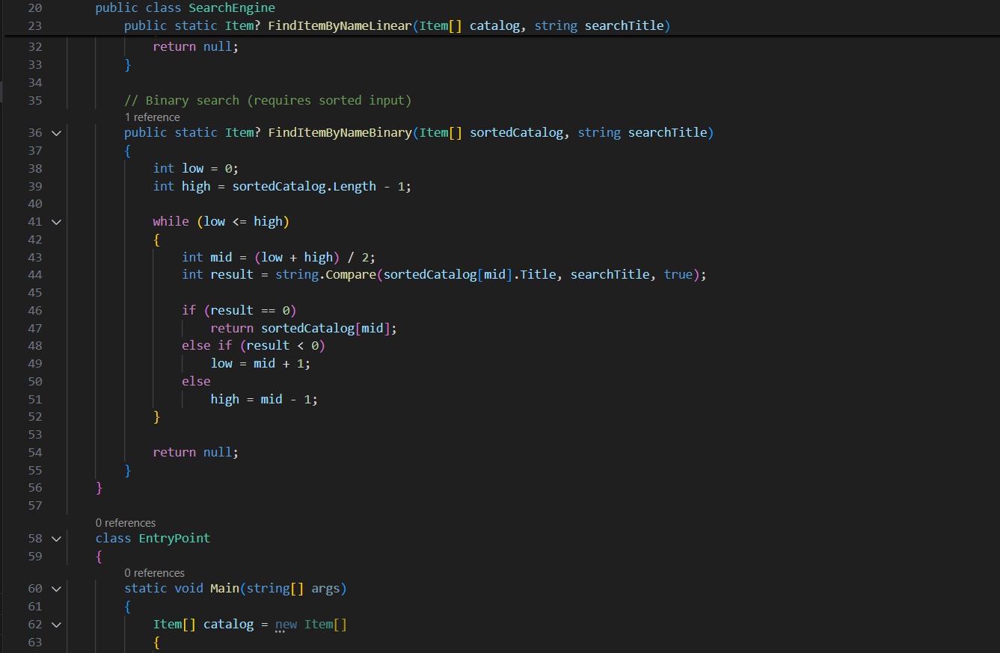 20 public class SearchEngine
23 public static Item? FindItemByNameLinear(Item[] catalog, string searchTitle)
32 return null;
33 }
34
35 // Binary search (requires sorted input)
1 reference
36 public static Item? FindItemByNameBinary(Item[] sortedCatalog, string searchTitle)
37 {
38 int low = 0;
39 int high = sortedCatalog.Length - 1;
40
41 while (low <= high)
42 {
43 int mid = (low + high) / 2;
44 int result = string.Compare(sortedCatalog[mid].Title, searchTitle, true);
45
46 if (result == 0)
47 return sortedCatalog[mid];
48 else if (result < 0)
49 low = mid + 1;
50 else
51 high = mid - 1;
52 }
53
54 return null;
55 }
56 }
57
0 references
58 class EntryPoint
59 {
0 references
60 static void Main(string[] args)
61 {
62 Item[] catalog = new Item[]
63 {